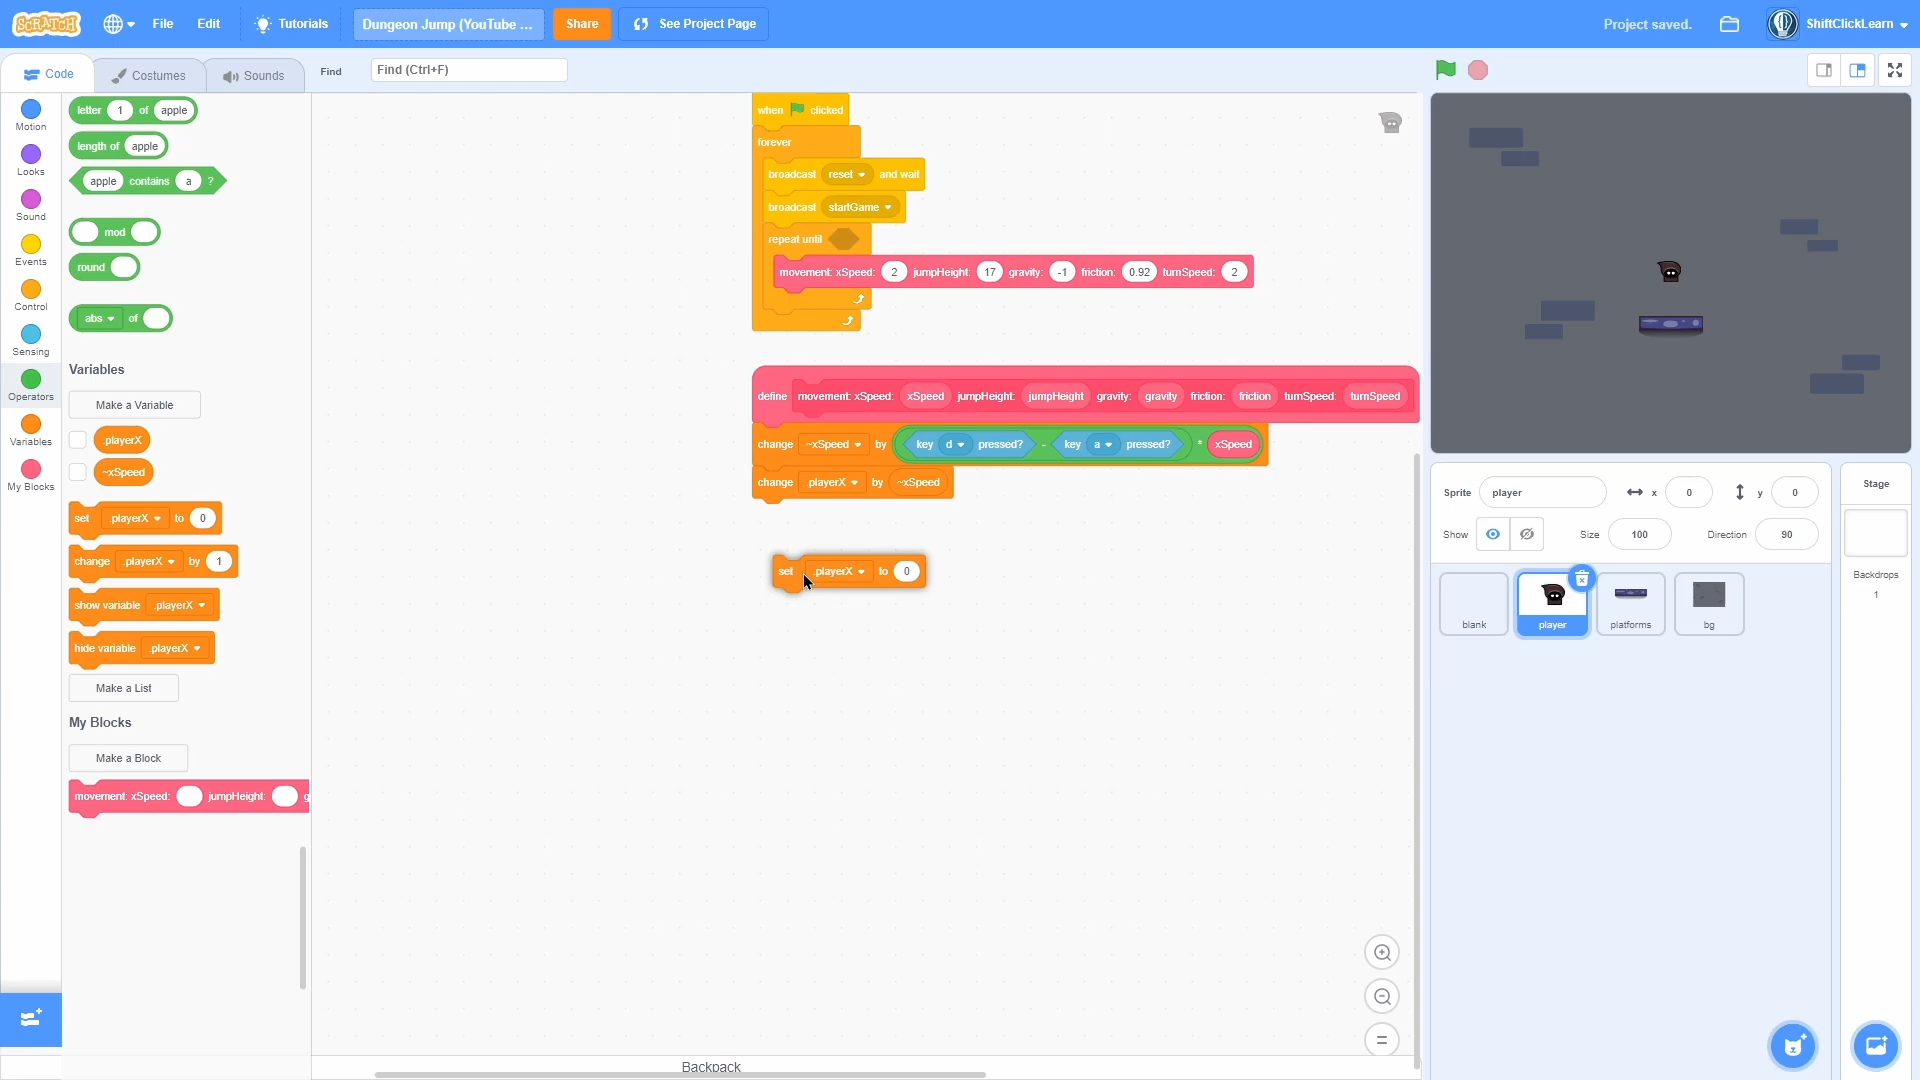 SCRATCH
File
Edit
Tutorials
Dungeon Jump (YouTube ...
Share
See Project Page
Project saved.
ShiftClickLearn
Code
Costumes
Sounds
Find
Find (Ctrl+F)
Motion
Looks
Sound
Events
Control
Sensing
Operators
Variables
My Blocks
letter 1 of apple
length of apple
apple contains a ?
mod
round
abs of
Variables
Make a Variable
.playerX
~xSpeed
set .playerX to 0
change .playerX by 1
show variable .playerX
hide variable .playerX
Make a List
My Blocks
Make a Block
movement: xSpeed: jumpHeight: g
when clicked
forever
broadcast reset and wait
broadcast startGame
repeat until
movement: xSpeed: 2 jumpHeight: 17 gravity: -1 friction: 0.92 turnSpeed: 2
define movement: xSpeed: xSpeed jumpHeight: jumpHeight gravity: gravity friction: friction turnSpeed: turnSpeed
change ~xSpeed by key d pressed? - key a pressed? * xSpeed
change .playerX by ~xSpeed
set .playerX to 0
Backpack
Sprite player x 0 y 0
Show Size 100 Direction 90
blank
player
platforms
bg
Stage
Backdrops
1